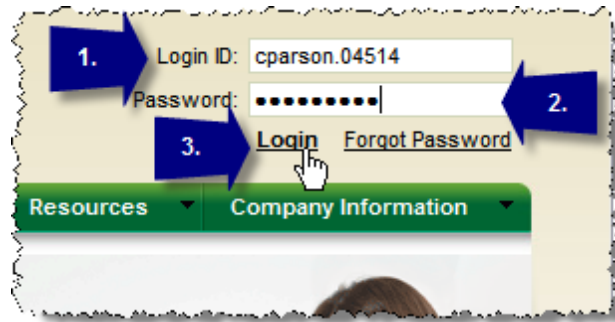 1. Login ID: cparson.04514
Password: ●●●●●●●●● 2.
3. Login Forgot Password
Resources Company Information